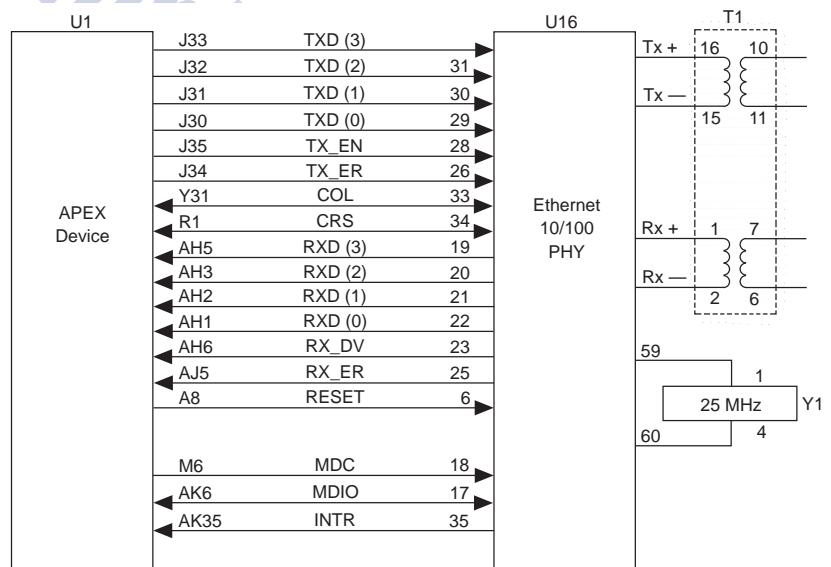 U1 U16 T1
J33 TXD (3)
J32 TXD (2) 31
J31 TXD (1) 30
J30 TXD (0) 29
J35 TX_EN 28
J34 TX_ER 26
Y31 COL 33
R1 CRS 34
AH5 RXD (3) 19
AH3 RXD (2) 20
AH2 RXD (1) 21
AH1 RXD (0) 22
AH6 RX_DV 23
AJ5 RX_ER 25
A8 RESET 6
M6 MDC 18
AK6 MDIO 17
AK35 INTR 35
APEX
Device
Ethernet
10/100
PHY
Tx + 16 10
Tx —
15 11
Rx + 1 7
Rx —
2 6
59
1
25 MHz Y1
4
60